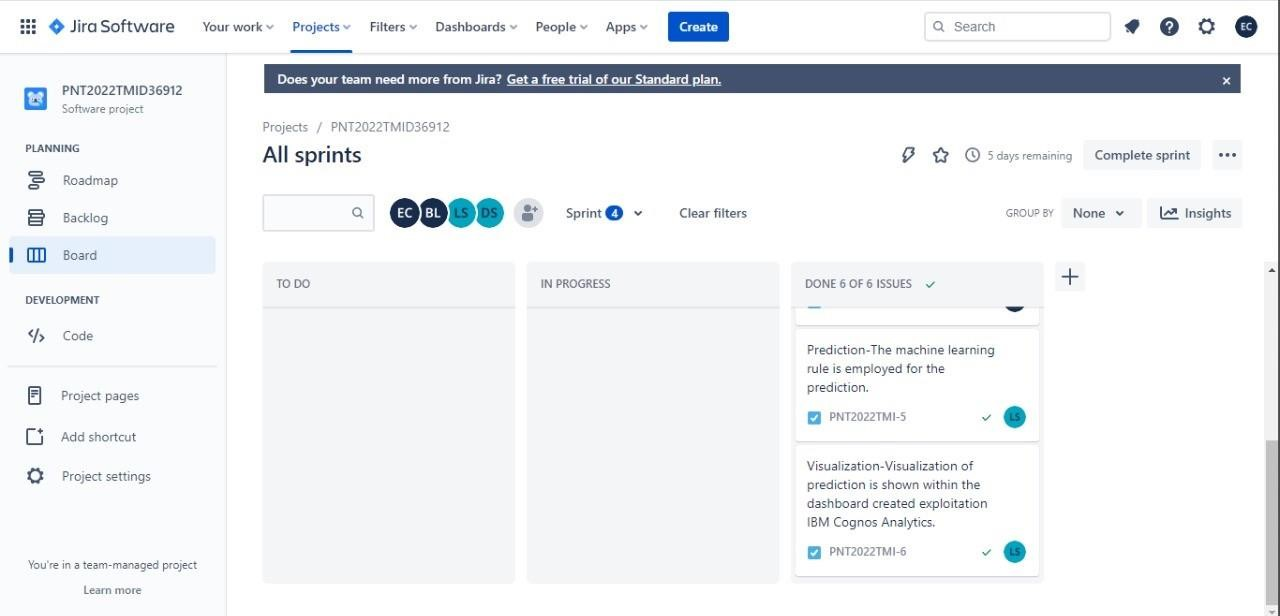 Jira Software
Your work
Projects
Filters
Dashboards
People
Apps
Create
Search
EC
PNT2022TMID36912
Software project
PLANNING
Roadmap
Backlog
Board
DEVELOPMENT
Code
Project pages
Add shortcut
Project settings
You're in a team-managed project
Learn more
Does your team need more from Jira? Get a free trial of our Standard plan.
Projects / PNT2022TMID36912
All sprints
5 days remaining
Complete sprint
EC BL LS DS
Sprint 4
Clear filters
GROUP BY
None
Insights
TO DO
IN PROGRESS
DONE 6 OF 6 ISSUES
Prediction-The machine learning
rule is employed for the
prediction.
PNT2022TMI-5
LS
Visualization-Visualization of
prediction is shown within the
dashboard created exploitation
IBM Cognos Analytics.
PNT2022TMI-6
LS